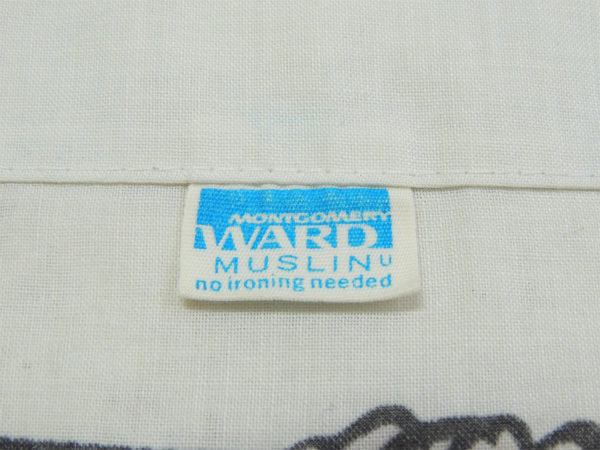 MONTGOMERY
WARD
MUSLIN U
no ironing needed